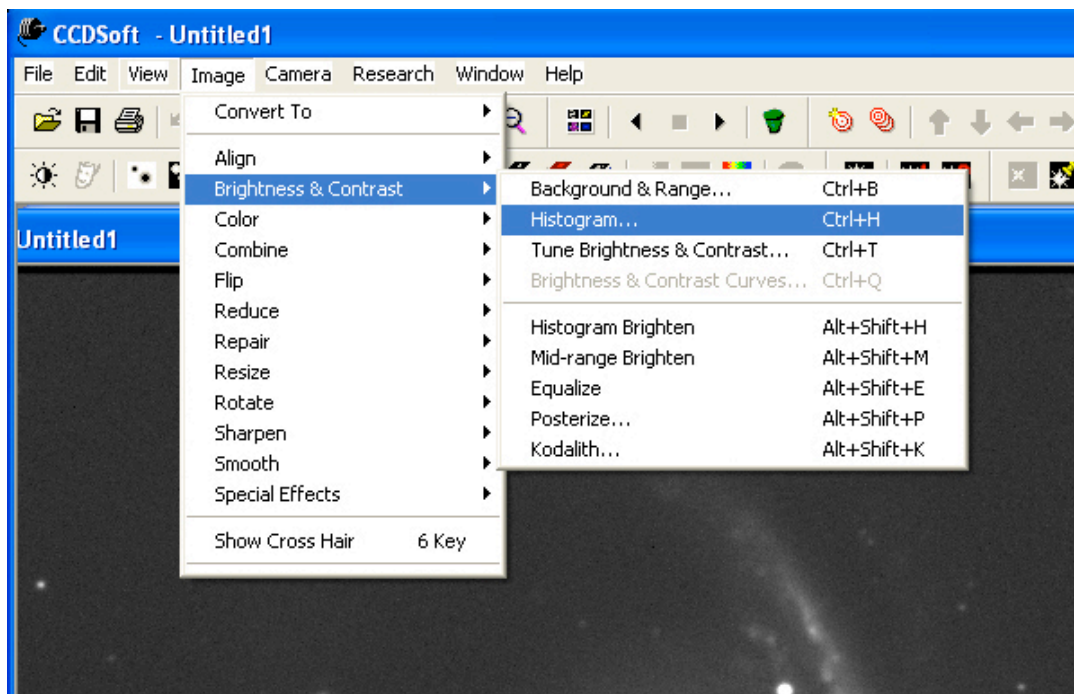 CCDSoft - Untitled1
File Edit View Image Camera Research Window Help
Convert To
Align
Brightness & Contrast
Color
Combine
Flip
Reduce
Repair
Resize
Rotate
Sharpen
Smooth
Special Effects
Show Cross Hair 6 Key
Background & Range... Ctrl+B
Histogram... Ctrl+H
Tune Brightness & Contrast... Ctrl+T
Brightness & Contrast Curves... Ctrl+Q
Histogram Brighten Alt+Shift+H
Mid-range Brighten Alt+Shift+M
Equalize Alt+Shift+E
Posterize... Alt+Shift+P
Kodalith... Alt+Shift+K
Untitled1